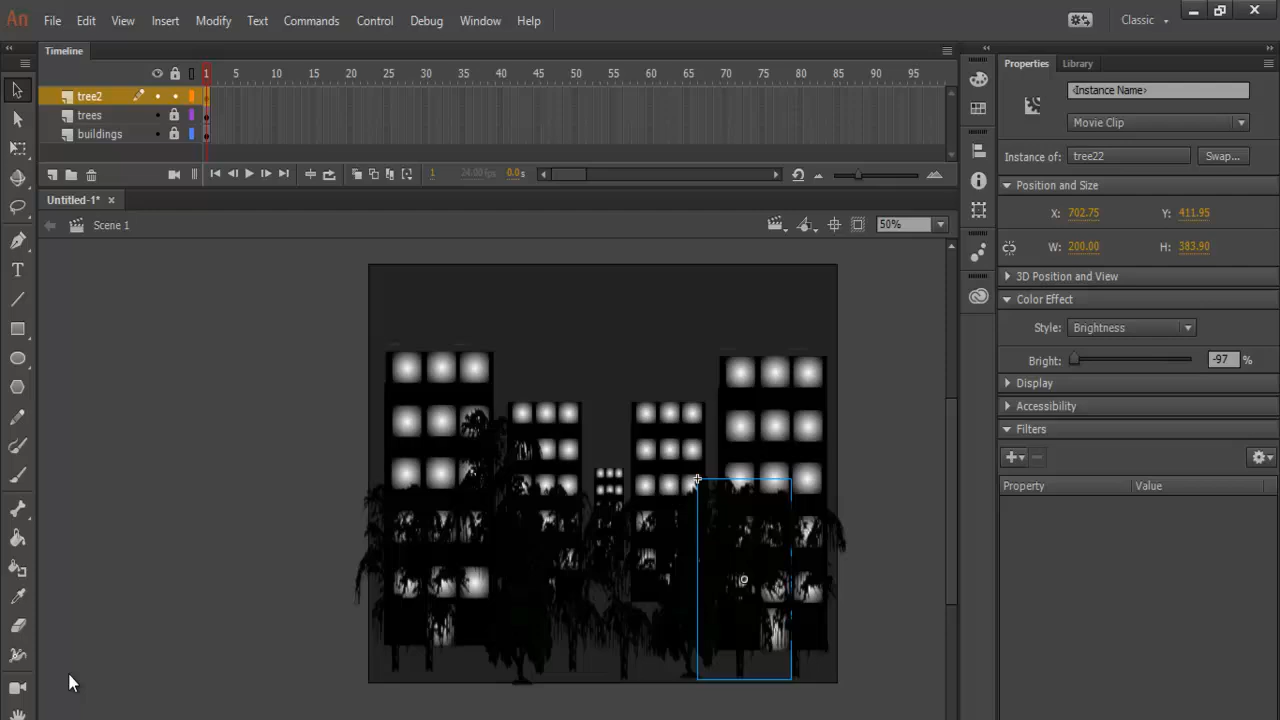 An File Edit View Insert Modify Text Commands Control Debug Window Help Classic
Timeline
Properties Library
1 5 10 15 20 25 30 35 40 45 50 55 60 65 70 75 80 85 90 95
<Instance Name>
tree2
trees
Movie Clip
buildings
Instance of: tree22 Swap...
1 24.00 fps 0.0 s
Position and Size
Untitled-1* ×
X: 702.75 Y: 411.95
Scene 1 50%
W: 200.00 H: 383.90
3D Position and View
Color Effect
Style: Brightness
Bright: -97 %
Display
Accessibility
Filters
Property Value